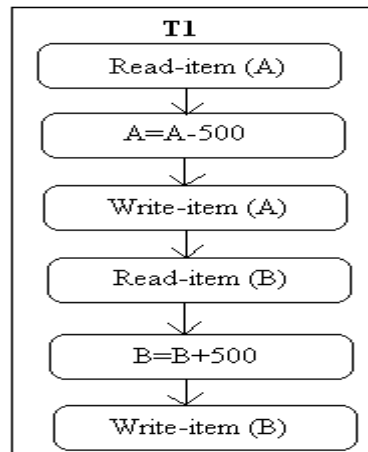 T1
Read-item (A)
A=A-500
Write-item (A)
Read-item (B)
B=B+500
Write-item (B)